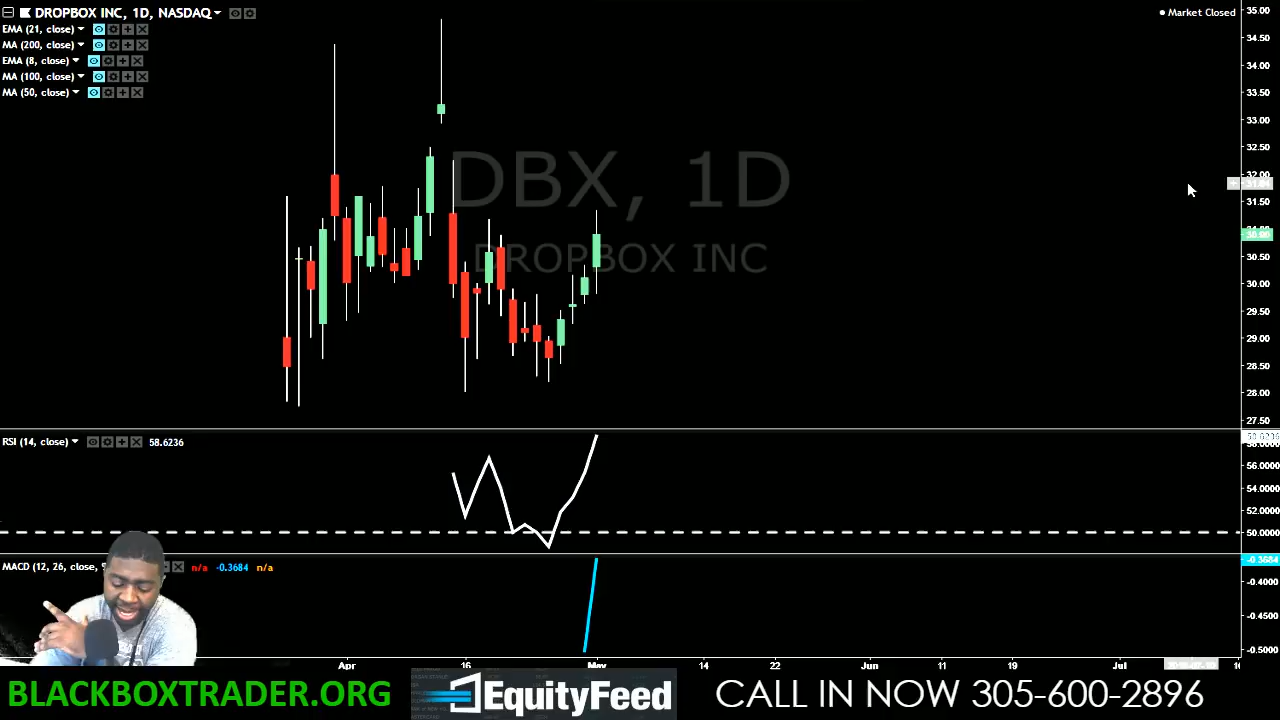 DROPBOX INC, 1D, NASDAQ
Market Closed
EMA (21, close)
MA (200, close)
EMA (8, close)
MA (100, close)
MA (50, close)
DBX, 1D
DROPBOX INC
35.00
34.50
34.00
33.50
33.00
32.50
32.00
31.50
30.50
30.00
29.50
29.00
28.50
28.00
27.50
RSI (14, close)
58.6236
58.6236
56.0000
54.0000
52.0000
50.0000
MACD (12, 26, close,
n/a
-0.3684
n/a
-0.3684
-0.4000
-0.4500
-0.5000
Apr
16
May
14
22
Jun
11
19
Jul
BLACKBOXTRADER.ORG
EquityFeed
CALL IN NOW 305-600-2896